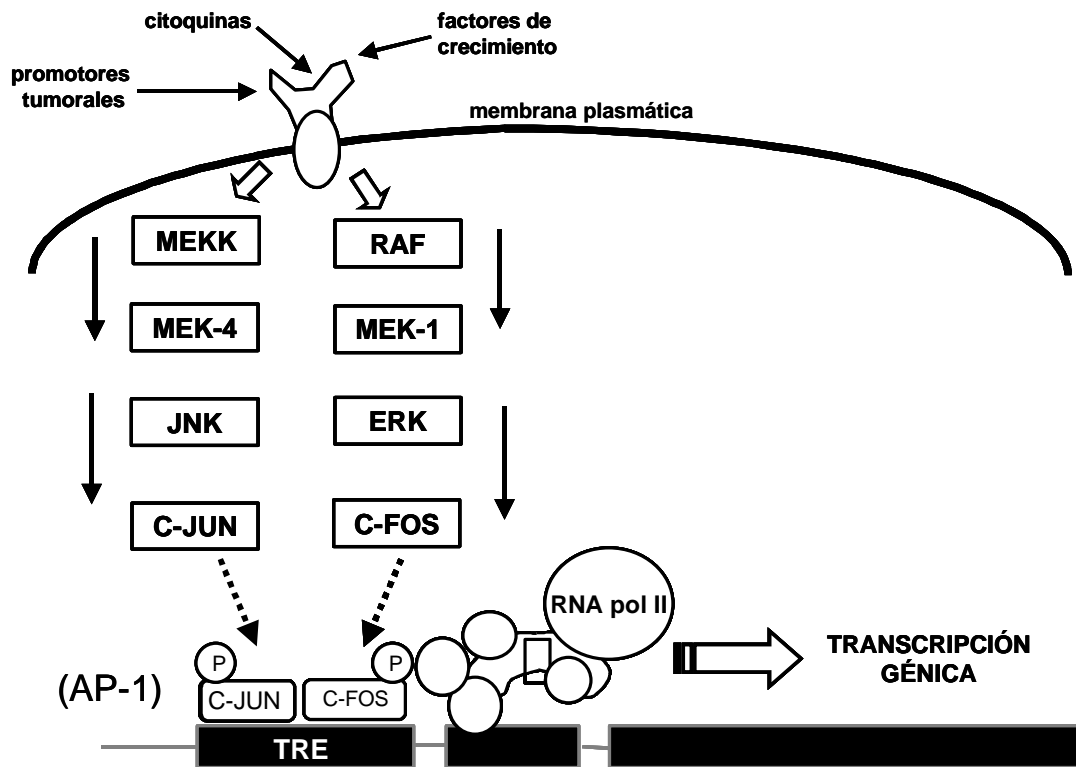 citoquinas
factores de
crecimiento
promotores
tumorales
membrana plasmática
MEKK
RAF
MEK-4
MEK-1
JNK
ERK
C-JUN
C-FOS
RNA pol II
TRANSCRIPCIÓN
GÉNICA
P
P
(AP-1)
C-JUN
C-FOS
TRE